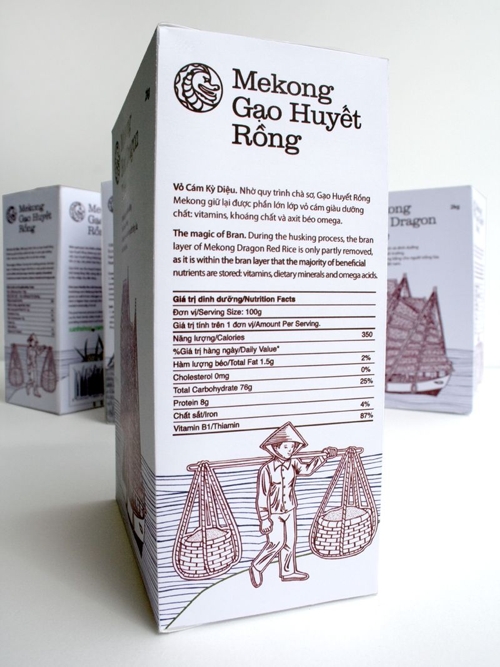 Mekong
Gạo Huyết
Rồng
Vỏ Cám Kỳ Diệu. Nhờ quy trình chà sơ, Gạo Huyết Rồng
Mekong giữ lại được phần lớn lớp vỏ cám giàu dưỡng
chất: vitamins, khoáng chất và axit béo omega.
The magic of Bran. During the husking process, the bran
layer of Mekong Dragon Red Rice is only partly removed,
as it is within the bran layer that the majority of beneficial
nutrients are stored: vitamins, dietary minerals and omega acids.
Giá trị dinh dưỡng/Nutrition Facts
Đơn vị/Serving Size: 100g
Giá trị tính trên 1 đơn vị/Amount Per Serving.
Năng lượng/Calories 350
%Giá trị hàng ngày/Daily Value*
Hàm lượng béo/Total Fat 1.5g 2%
Cholesterol 0mg 0%
Total Carbohydrate 76g 25%
Protein 8g
Chất sắt/Iron 4%
Vitamin B1/Thiamin 87%
Mekong
Gạo Huyết
Rồng
ong
Dragon
2kg